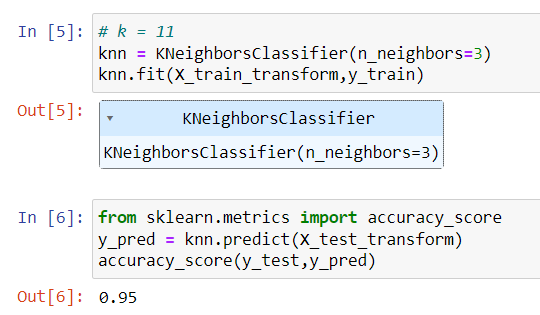 In [5]: # k = 11
knn = KNeighborsClassifier(n_neighbors=3)
knn.fit(X_train_transform,y_train)
Out[5]: KNeighborsClassifier
KNeighborsClassifier(n_neighbors=3)
In [6]: from sklearn.metrics import accuracy_score
y_pred = knn.predict(X_test_transform)
accuracy_score(y_test,y_pred)
Out[6]: 0.95